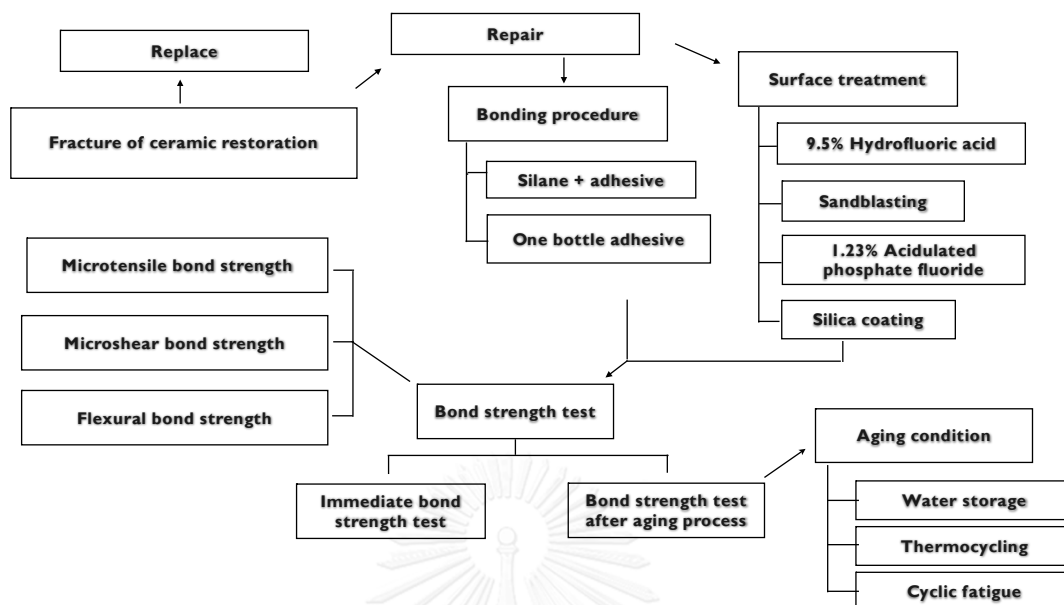 Repair
Replace
Surface treatment
Fracture of ceramic restoration
Bonding procedure
9.5% Hydrofluoric acid
Silane + adhesive
Sandblasting
One bottle adhesive
1.23% Acidulated
phosphate fluoride
Microtensile bond strength
Silica coating
Microshear bond strength
Flexural bond strength
Bond strength test
Aging condition
Immediate bond
strength test
Bond strength test
after aging process
Water storage
Thermocycling
Cyclic fatigue